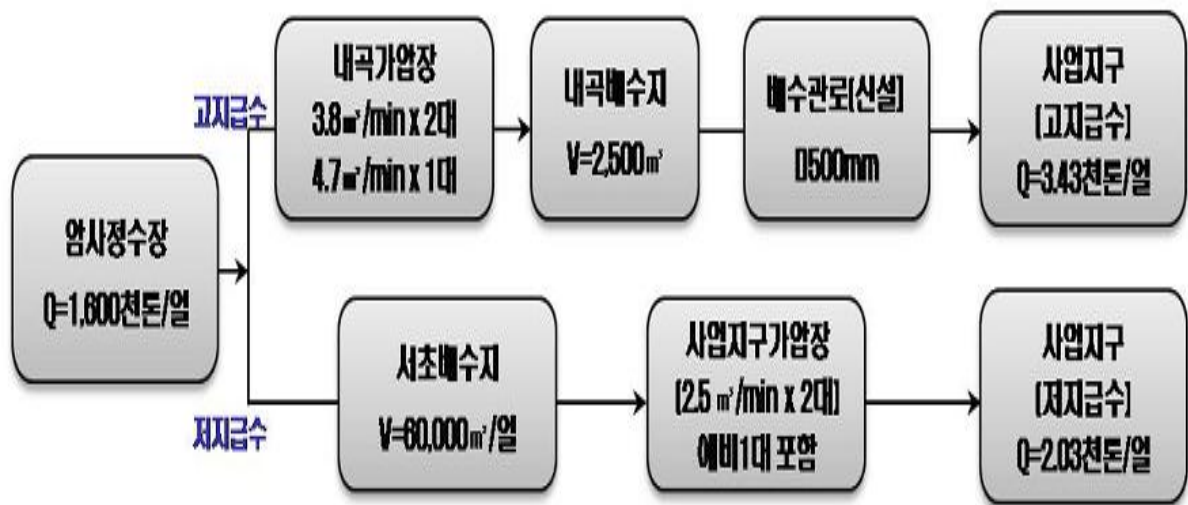 암사정수장
Q=1,600천톤/일
고지급수
내곡가압장
3.8㎥/min x 2대
4.7㎥/min x 1대
내곡배수지
V=2,500㎥
배수관로(신설)
D500mm
사업지구
(고지급수)
Q=3.43천톤/일
저지급수
서초배수지
V=60,000㎥/일
사업지구가압장
(2.5㎥/min x 2대)
예비1대 포함
사업지구
(저지급수)
Q=2.03천톤/일